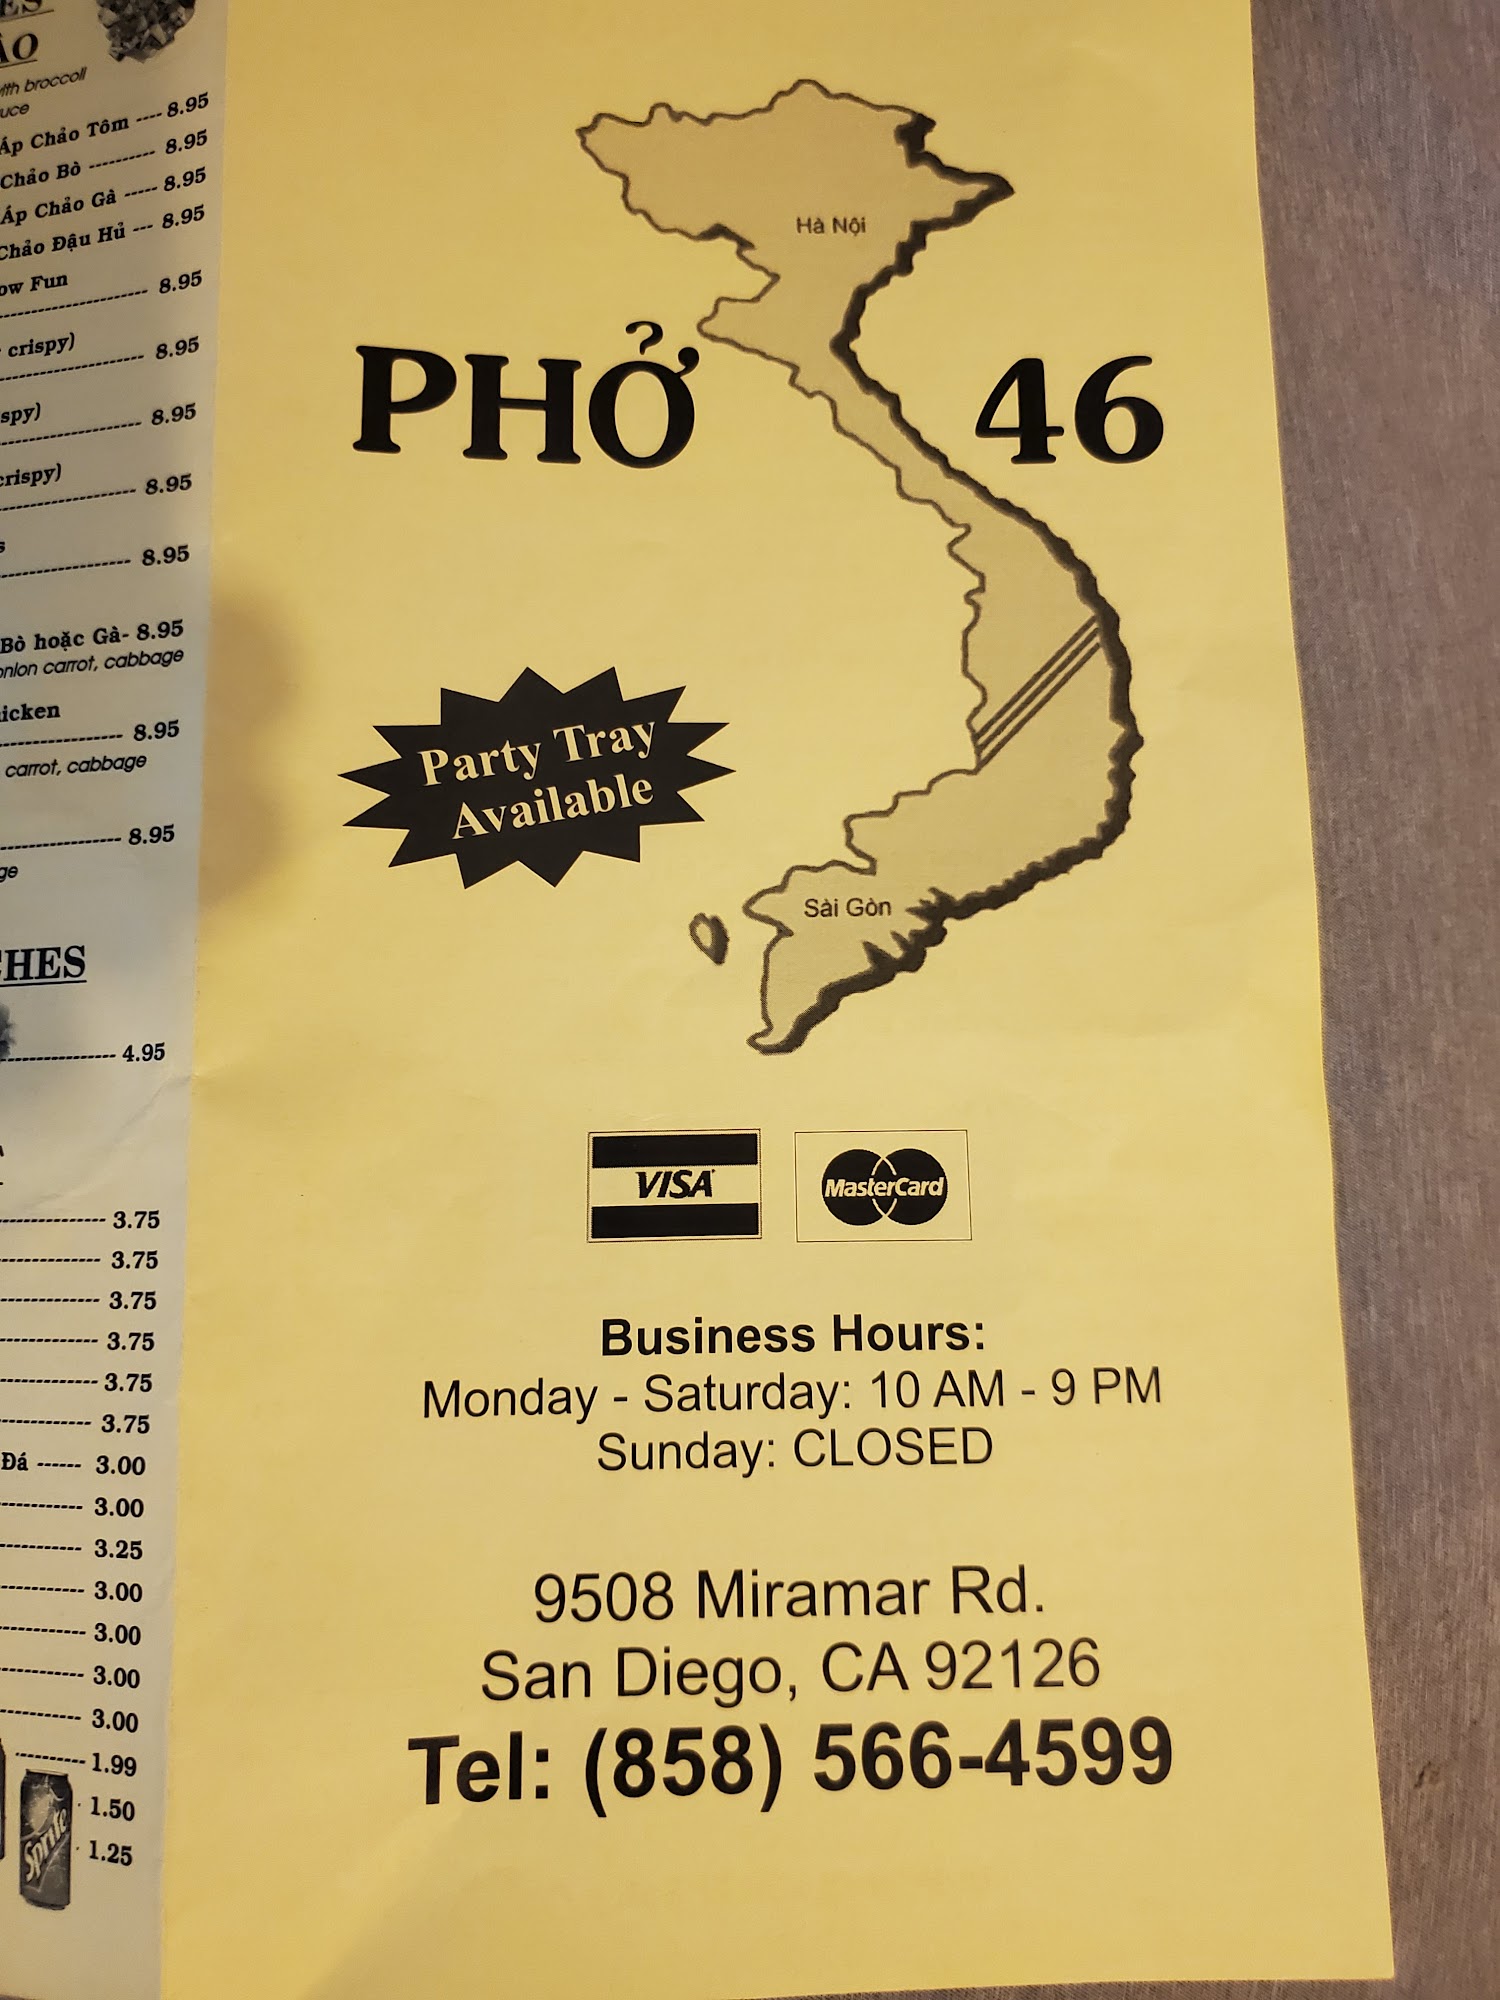 ÀO
with broccoli
Áp Chảo Tôm ---- 8.95
Chảo Bò ---------- 8.95
Áp Chảo Gà ----- 8.95
Chảo Đậu Hủ --- 8.95
Fun
8.95
crispy)
8.95
8.95
crispy)
8.95
8.95
Bò hoặc Gà- 8.95
onion carrot, cabbage
8.95
carrot, cabbage
8.95
4.95
3.75
3.75
3.75
3.75
3.75
3.75
Đá ------ 3.00
3.00
3.25
3.00
3.00
3.00
3.00
1.99
1.50
1.25
Sprite
Hà Nội
PHỞ 46
Party Tray
Available
Sài Gòn
VISA
MasterCard
Business Hours:
Monday - Saturday: 10 AM - 9 PM
Sunday: CLOSED
9508 Miramar Rd.
San Diego, CA 92126
Tel: (858) 566-4599